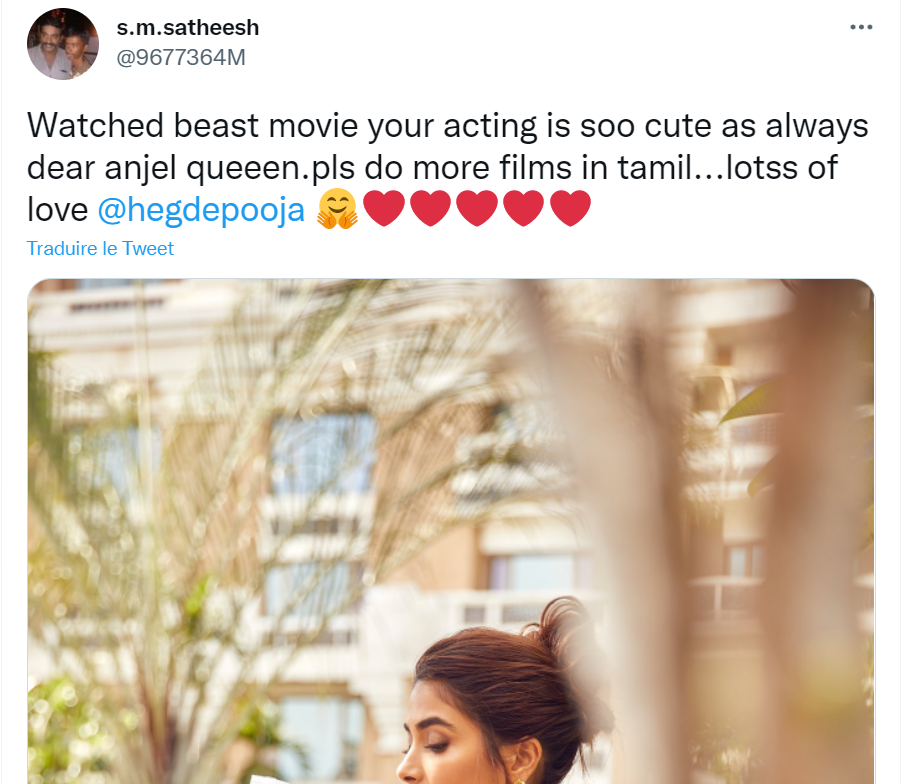 s.m.satheesh
@9677364M
Watched beast movie your acting is soo cute as always
dear anjel queeen.pls do more films in tamil...lotss of
love @hegdepooja 🤗❤️❤️❤️❤️❤️
Traduire le Tweet